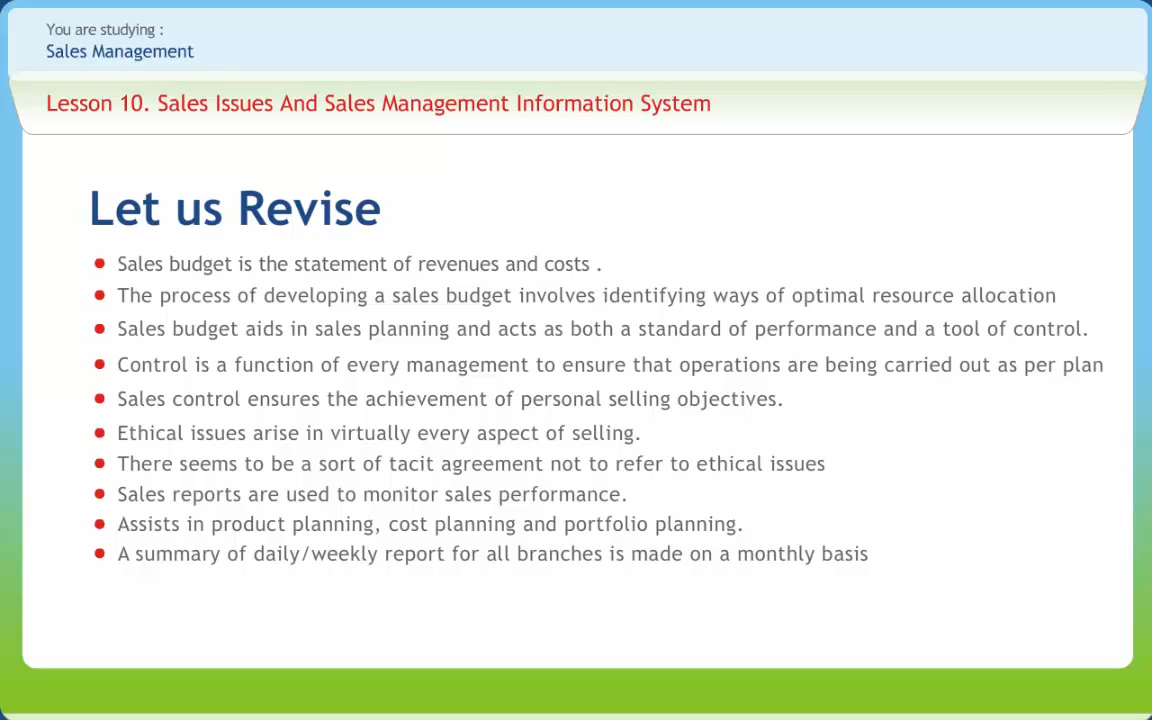 You are studying :
Sales Management
Lesson 10. Sales Issues And Sales Management Information System
Let us Revise
Sales budget is the statement of revenues and costs .
The process of developing a sales budget involves identifying ways of optimal resource allocation
Sales budget aids in sales planning and acts as both a standard of performance and a tool of control.
Control is a function of every management to ensure that operations are being carried out as per plan
Sales control ensures the achievement of personal selling objectives.
Ethical issues arise in virtually every aspect of selling.
There seems to be a sort of tacit agreement not to refer to ethical issues
Sales reports are used to monitor sales performance.
Assists in product planning, cost planning and portfolio planning.
A summary of daily/weekly report for all branches is made on a monthly basis